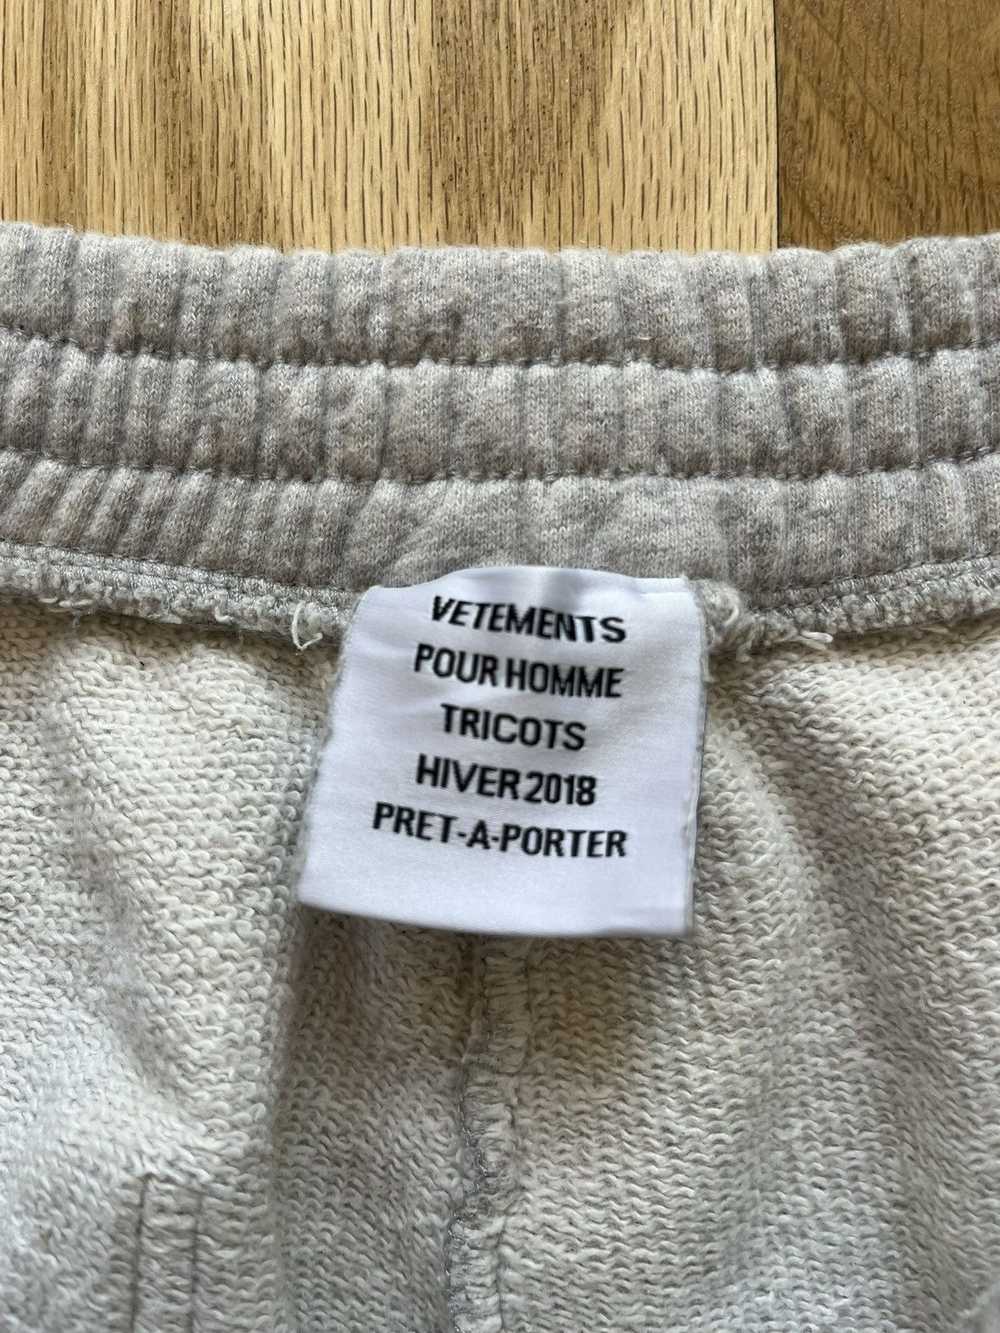 VETEMENTS
POUR HOMME
TRICOTS
HIVER 2018
PRET-A-PORTER